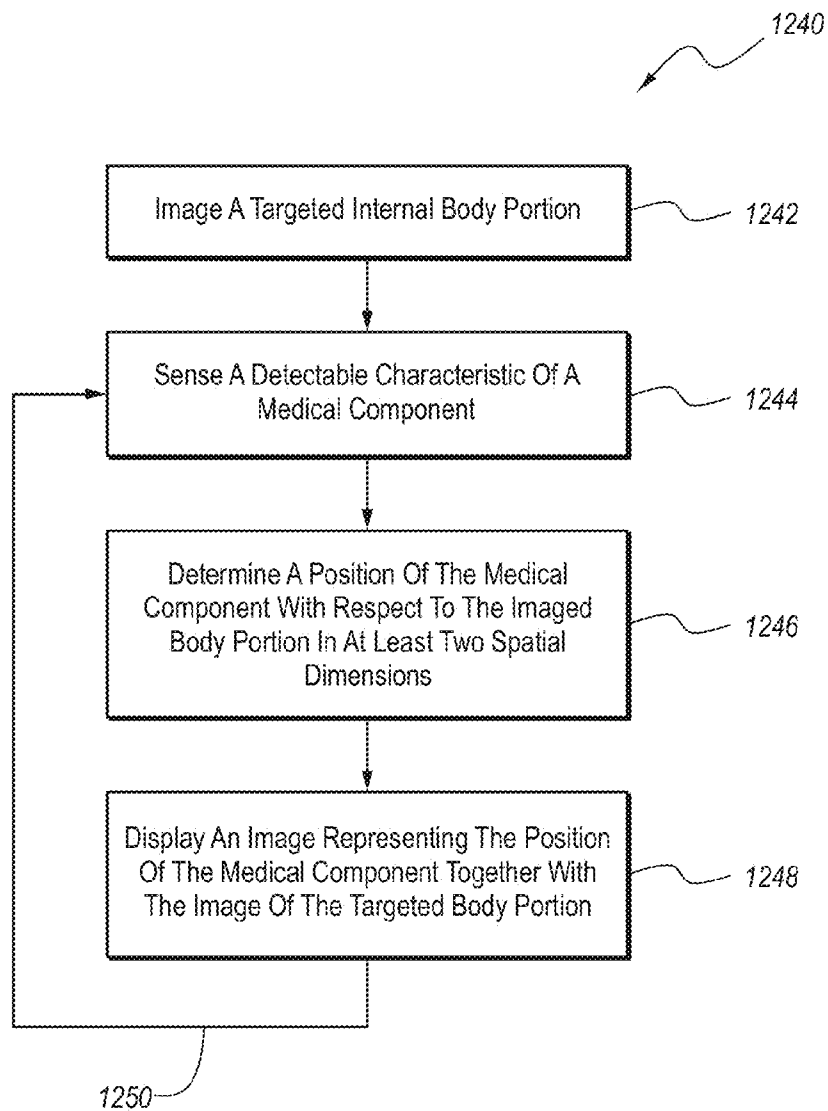 1240
Image A Targeted Internal Body Portion
1242
Sense A Detectable Characteristic Of A
Medical Component
1244
Determine A Position Of The Medical
Component With Respect To The Imaged
Body Portion In At Least Two Spatial
Dimensions
1246
Display An Image Representing The Position
Of The Medical Component Together With
The Image Of The Targeted Body Portion
1248
1250